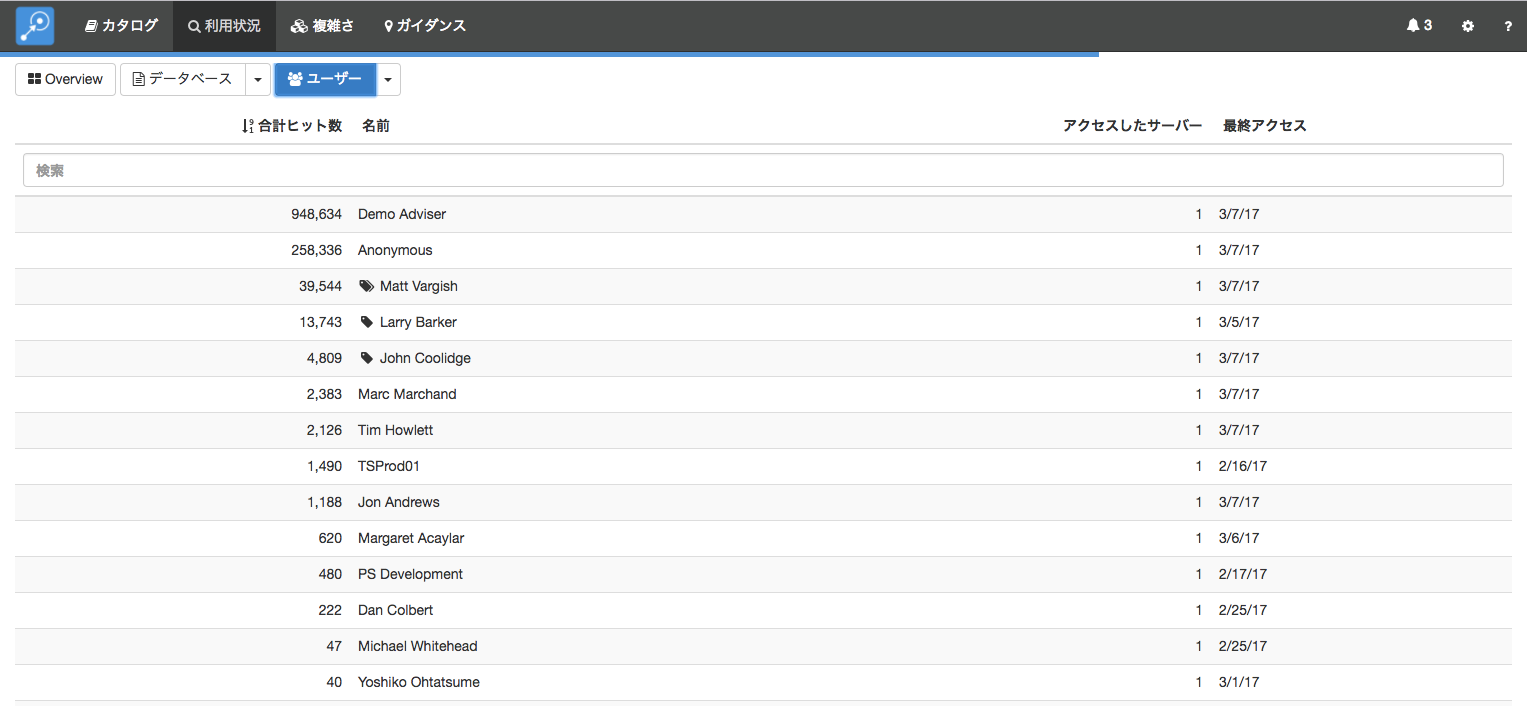 カタログ 利用状況 複雑さ ガイダンス 3 ?
Overview データベース ユーザー
合計ヒット数 名前 アクセスしたサーバー 最終アクセス
検索
948,634 Demo Adviser 1 3/7/17
258,336 Anonymous 1 3/7/17
39,544 Matt Vargish 1 3/7/17
13,743 Larry Barker 1 3/5/17
4,809 John Coolidge 1 3/7/17
2,383 Marc Marchand 1 3/7/17
2,126 Tim Howlett 1 3/7/17
1,490 TSProd01 1 2/16/17
1,188 Jon Andrews 1 3/7/17
620 Margaret Acaylar 1 3/6/17
480 PS Development 1 2/17/17
222 Dan Colbert 1 2/25/17
47 Michael Whitehead 1 2/25/17
40 Yoshiko Ohtatsume 1 3/1/17